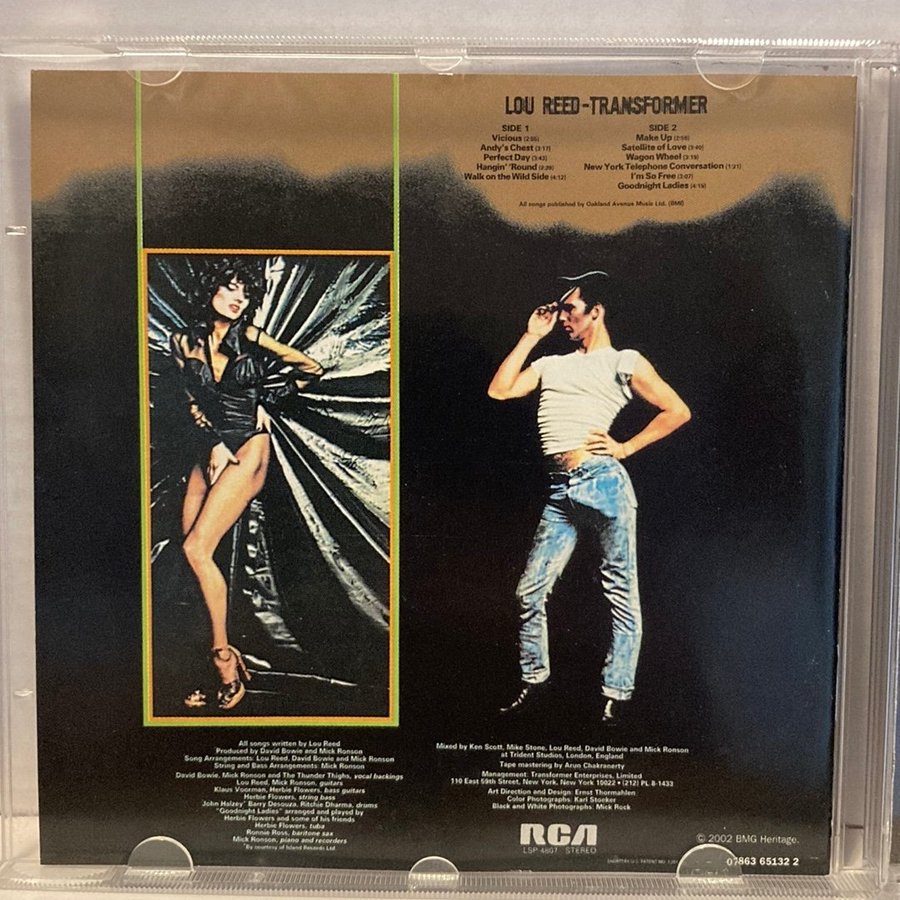 LOU REED-TRANSFORMER
SIDE 1
Vicious (2:55)
Andy's Chest (3:17)
Perfect Day (3:43)
Hangin' 'Round (3:39)
Walk on the Wild Side (4:12)
SIDE 2
Make Up (2:58)
Satellite of Love (3:40)
Wagon Wheel (3:19)
New York Telephone Conversation (1:31)
I'm So Free (3:07)
Goodnight Ladies (4:19)
All songs published by Oakland Avenue Music Ltd. (BMI)
All songs written by Lou Reed
Produced by David Bowie and Mick Ronson
Song Arrangements: Lou Reed, David Bowie and Mick Ronson
String and Bass Arrangements: Mick Ronson
David Bowie, Mick Ronson and The Thunder Thighs, vocal backings
Lou Reed, Mick Ronson, guitars
Klaus Voorman, Herbie Flowers, bass guitars
Herbie Flowers, string bass
John Halzey* Barry Desouza, Ritchie Dharma, drums
"Goodnight Ladies" arranged and played by
Herbie Flowers and some of his friends
Herbie Flowers, tuba
Ronnie Ross, baritone sax
Mick Ronson, piano and recorders
*By courtesy of Island Records Ltd
Mixed by Ken Scott, Mike Stone, Lou Reed, David Bowie and Mick Ronson
at Trident Studios, London, England
Tape mastering by Arun Chakraverty
Management: Transformer Enterprises, Limited
110 East 59th Street, New York, New York 10022 • (212) PL 8-1433
Art Direction and Design: Ernst Thormahlen
Color Photographs: Karl Stoeker
Black and White Photographs: Mick Rock
RCA
LSP 4807 STEREO
© 2002 BMG Heritage.
07863 65132 2